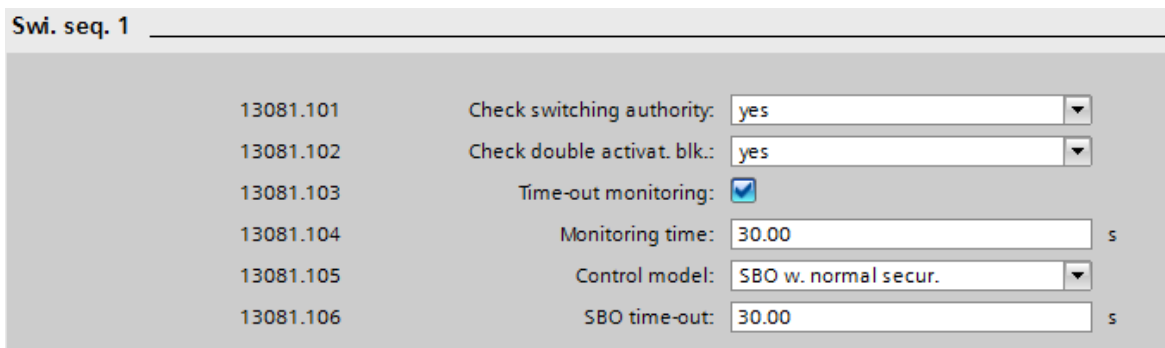 Swi. seq. 1
13081.101 Check switching authority: yes
13081.102 Check double activat. blk.: yes
13081.103 Time-out monitoring:
13081.104 Monitoring time: 30.00 s
13081.105 Control model: SBO w. normal secur.
13081.106 SBO time-out: 30.00 s